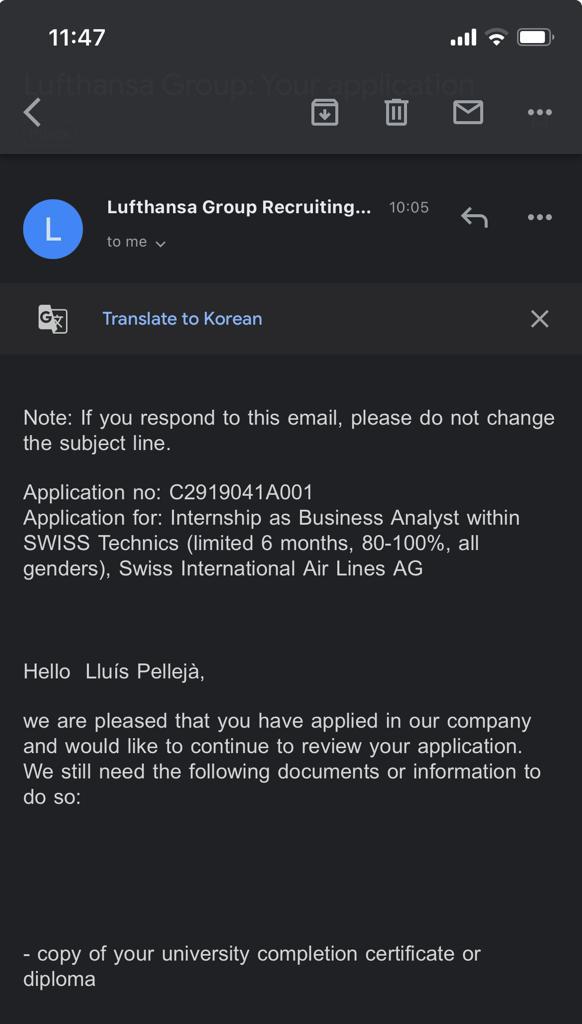 11:47
Lufthansa Group: Your application
L
Lufthansa Group Recruiting... 10:05
to me
Translate to Korean
Note: If you respond to this email, please do not change
the subject line.
Application no: C2919041A001
Application for: Internship as Business Analyst within
SWISS Technics (limited 6 months, 80-100%, all
genders), Swiss International Air Lines AG
Hello Lluís Pellejà,
we are pleased that you have applied in our company
and would like to continue to review your application.
We still need the following documents or information to
do so:
- copy of your university completion certificate or
diploma